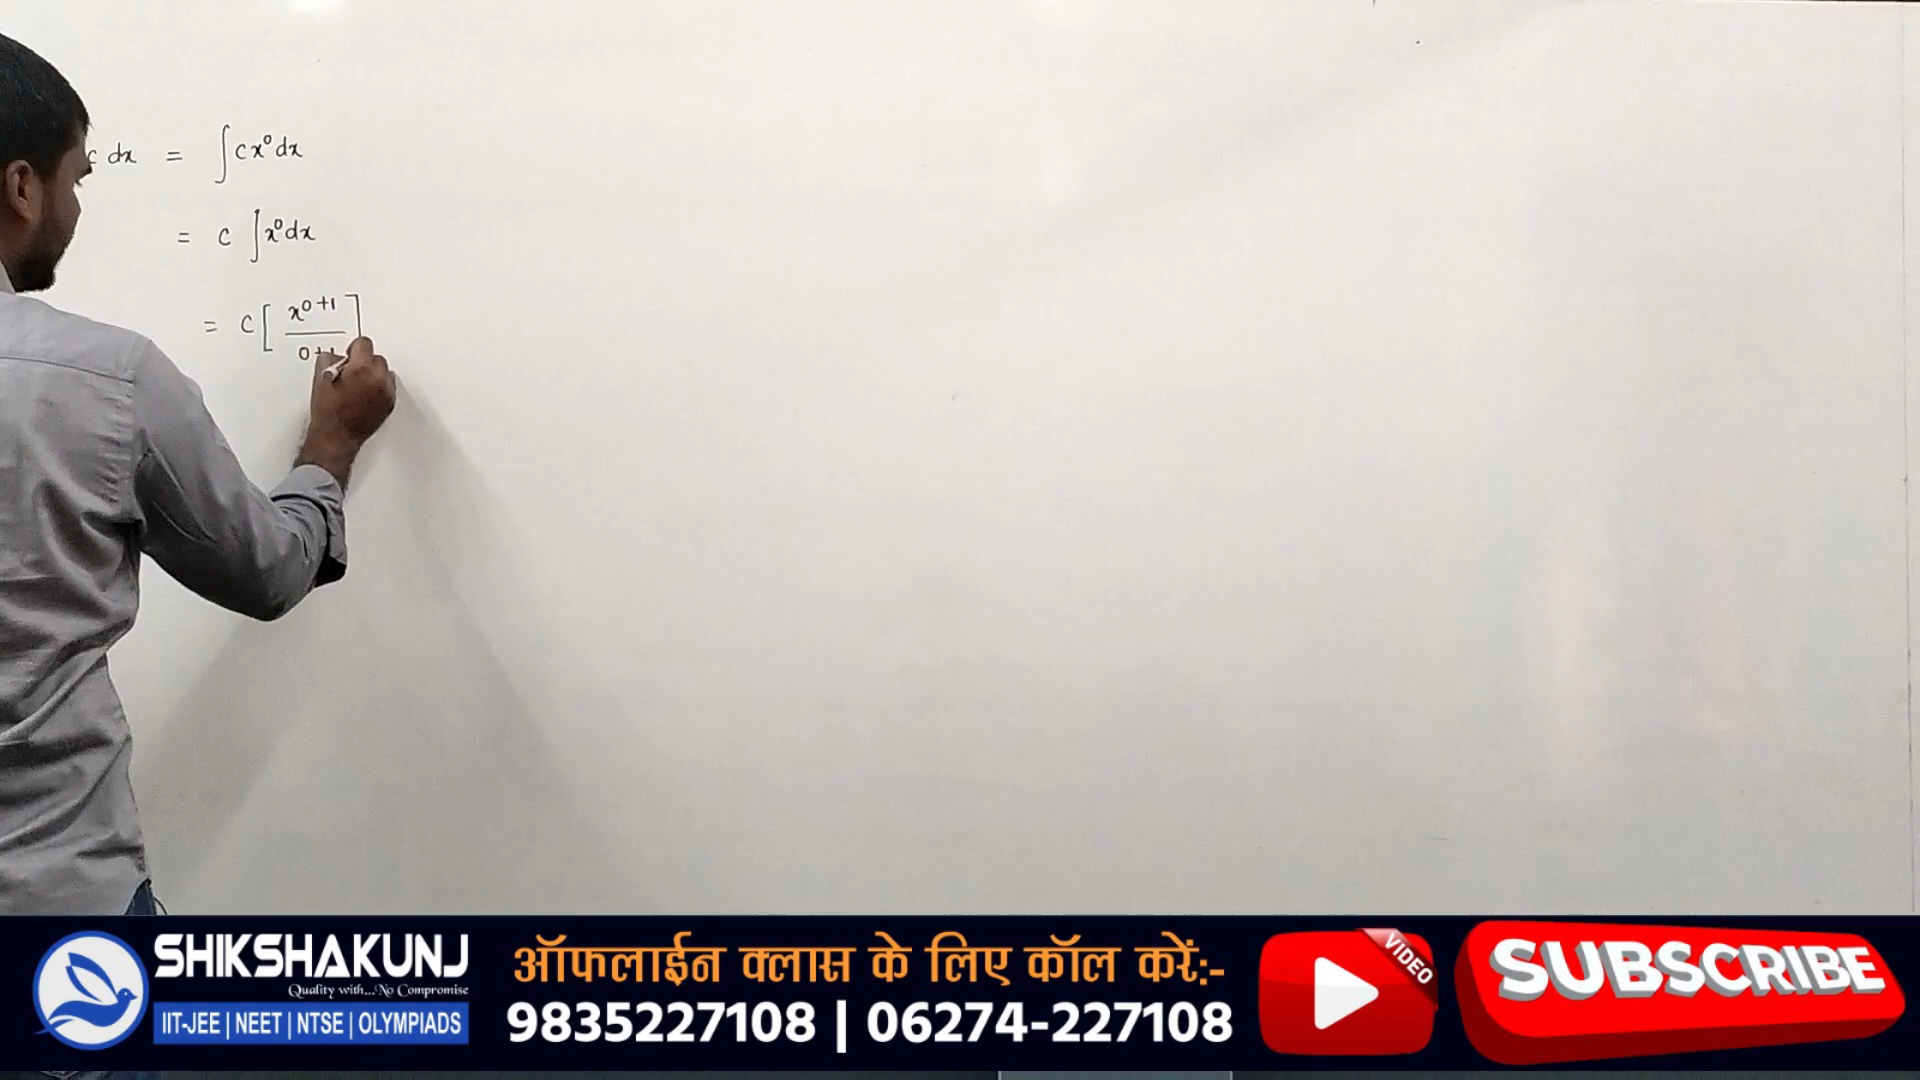 c dx = ∫cx⁰dx
= c ∫x⁰dx
= c[ x⁰⁺¹ / 0+1 ]
SHIKSHAKUNJ
Quality with...No Compromise
IIT-JEE | NEET | NTSE | OLYMPIADS
ऑफलाईन क्लास के लिए कॉल करें:-
9835227108 | 06274-227108
VIDEO
SUBSCRIBE